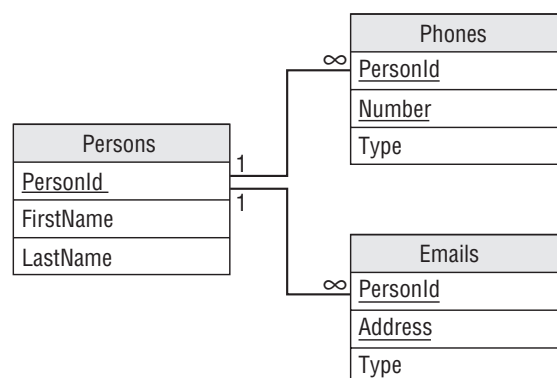 Phones
∞ PersonId
Number
Type
Persons
PersonId
FirstName
LastName
1
1
Emails
∞ PersonId
Address
Type